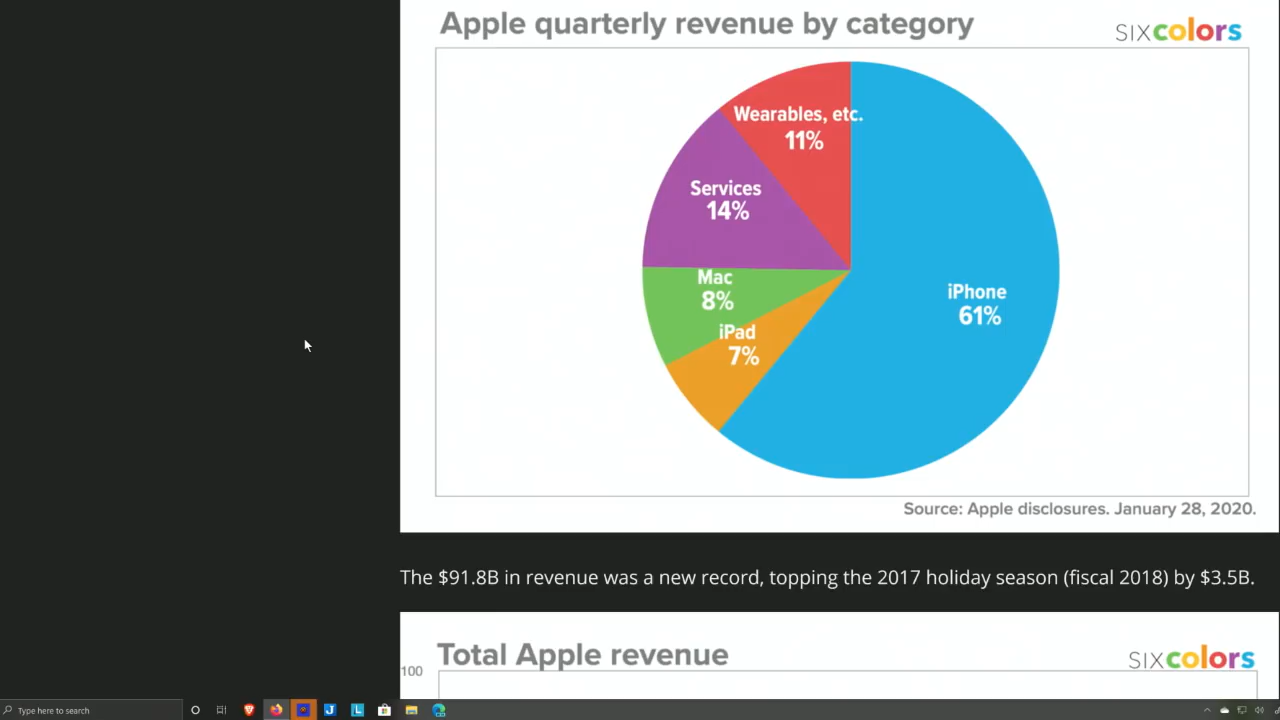 Apple quarterly revenue by category
SIXcolors
Wearables, etc.
11%
Services
14%
Mac
8%
iPad
7%
iPhone
61%
Source: Apple disclosures. January 28, 2020.
The $91.8B in revenue was a new record, topping the 2017 holiday season (fiscal 2018) by $3.5B.
Total Apple revenue
SIXcolors
100
Type here to search
J
L